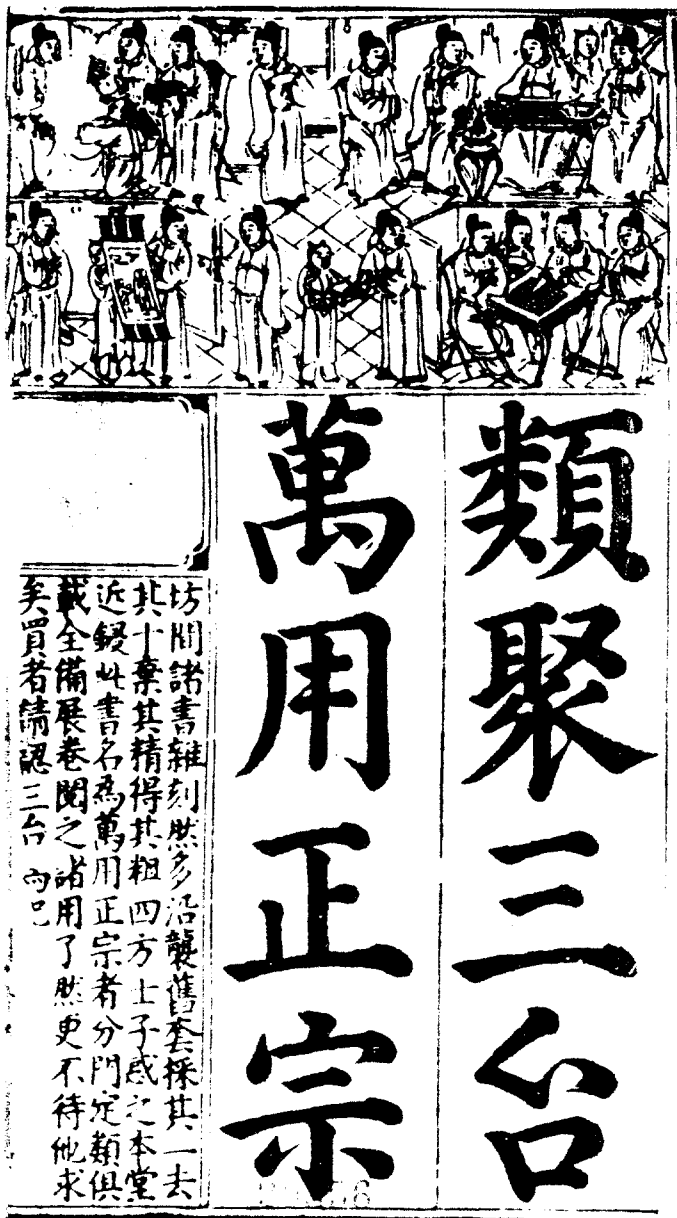 類聚三台
萬用正宗
坊間諸書雜刻然多沿襲舊套採其一去
其十棄其精得其粗四方士子惑之本堂
近鋟此書名為萬用正宗者分門定類俱
載全備展卷閱之諸用了然更不待他求
矣買者請認三台為記